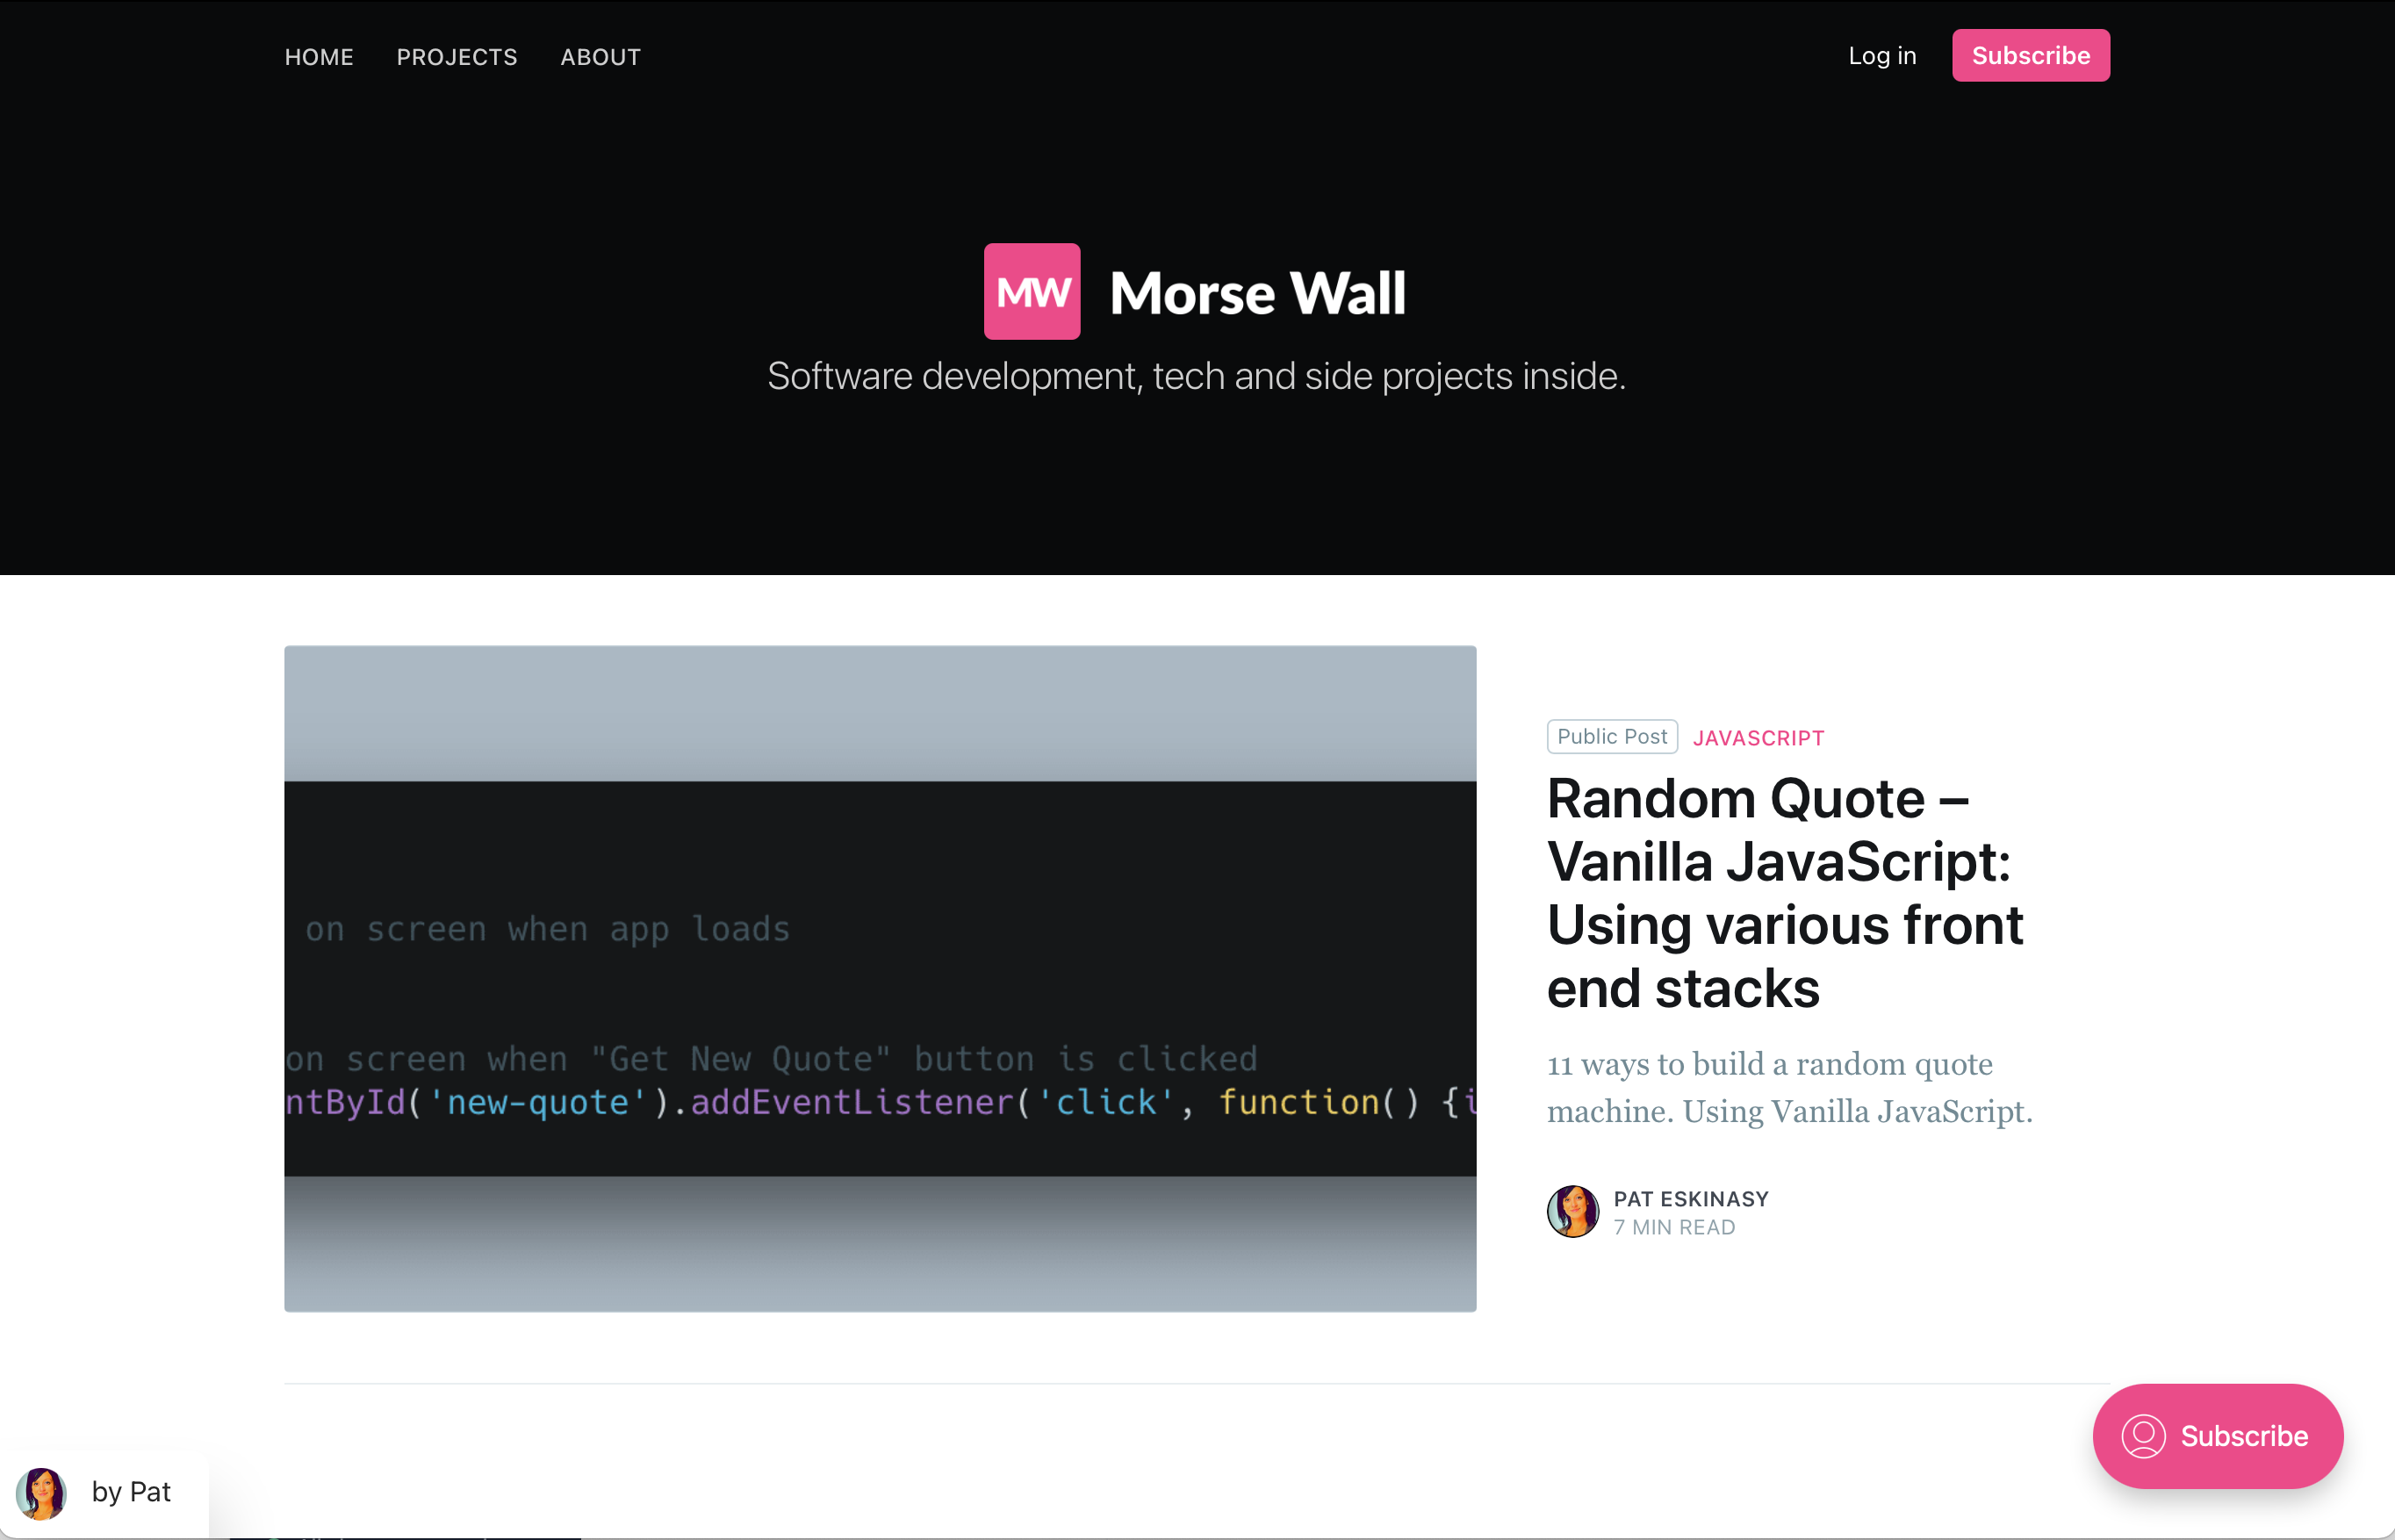 HOME PROJECTS ABOUT Log in Subscribe
MW Morse Wall
Software development, tech and side projects inside.
on screen when app loads
on screen when "Get New Quote" button is clicked
ntById('new-quote').addEventListener('click', function() {
Public Post JAVASCRIPT
Random Quote –
Vanilla JavaScript:
Using various front
end stacks
11 ways to build a random quote
machine. Using Vanilla JavaScript.
PAT ESKINASY
7 MIN READ
Subscribe
by Pat